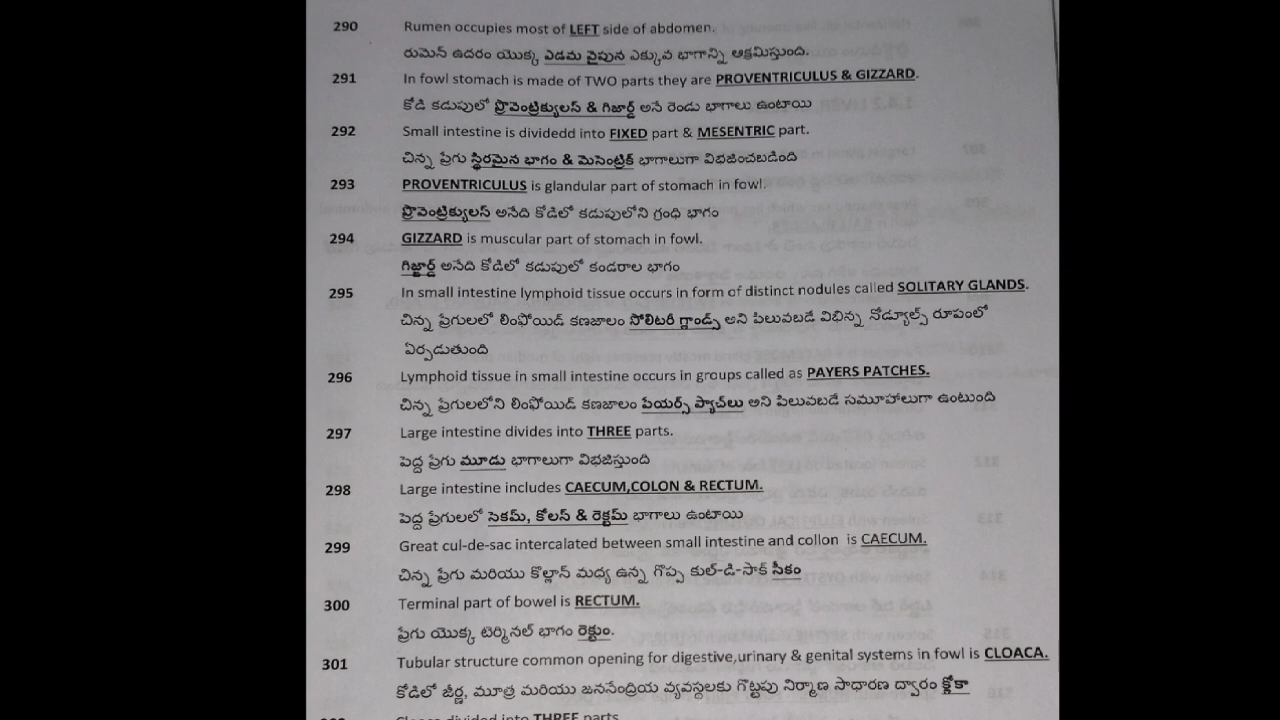 290 Rumen occupies most of LEFT side of abdomen.
రుమెన్ ఉదరం యొక్క ఎడమ వైపున ఎక్కువ భాగాన్ని ఆక్రమిస్తుంది.
291 In fowl stomach is made of TWO parts they are PROVENTRICULUS & GIZZARD.
కోడి కడుపులో ప్రొవెంట్రిక్యులస్ & గిజార్డ్ అనే రెండు భాగాలు ఉంటాయి
292 Small intestine is dividedd into FIXED part & MESENTRIC part.
చిన్న ప్రేగు స్థిరమైన భాగం & మెసెంట్రిక్ భాగాలుగా విభజించబడింది
293 PROVENTRICULUS is glandular part of stomach in fowl.
ప్రొవెంట్రిక్యులస్ అనేది కోడిలో కడుపులోని గ్రంధి భాగం
294 GIZZARD is muscular part of stomach in fowl.
గిజ్జార్డ్ అనేది కోడిలో కడుపులో కండరాల భాగం
295 In small intestine lymphoid tissue occurs in form of distinct nodules called SOLITARY GLANDS.
చిన్న ప్రేగులలో లింఫోయిడ్ కణజాలం సోలిటరీ గ్లాండ్స్ అని పిలువబడే విభిన్న నోడ్యూల్స్ రూపంలో
ఏర్పడుతుంది
296 Lymphoid tissue in small intestine occurs in groups called as PAYERS PATCHES.
చిన్న ప్రేగులలోని లింఫోయిడ్ కణజాలం పేయర్స్ ప్యాచ్‌లు అని పిలువబడే సమూహాలుగా ఉంటుంది
297 Large intestine divides into THREE parts.
పెద్ద ప్రేగు మూడు భాగాలుగా విభజిస్తుంది
298 Large intestine includes CAECUM,COLON & RECTUM.
పెద్ద ప్రేగులలో సెకమ్, కోలస్ & రెక్టమ్ భాగాలు ఉంటాయి
299 Great cul-de-sac intercalated between small intestine and collon is CAECUM.
చిన్న ప్రేగు మరియు కొల్లాన్ మధ్య ఉన్న గొప్ప కుల్-డి-సాక్ సీకం
300 Terminal part of bowel is RECTUM.
ప్రేగు యొక్క టెర్మినల్ భాగం రెక్టుం.
301 Tubular structure common opening for digestive,urinary & genital systems in fowl is CLOACA.
కోడిలో జీర్ణ, మూత్ర మరియు జననేంద్రియ వ్యవస్థలకు గొట్టపు నిర్మాణ సాధారణ ద్వారం క్లోకా
divided into THREE parts